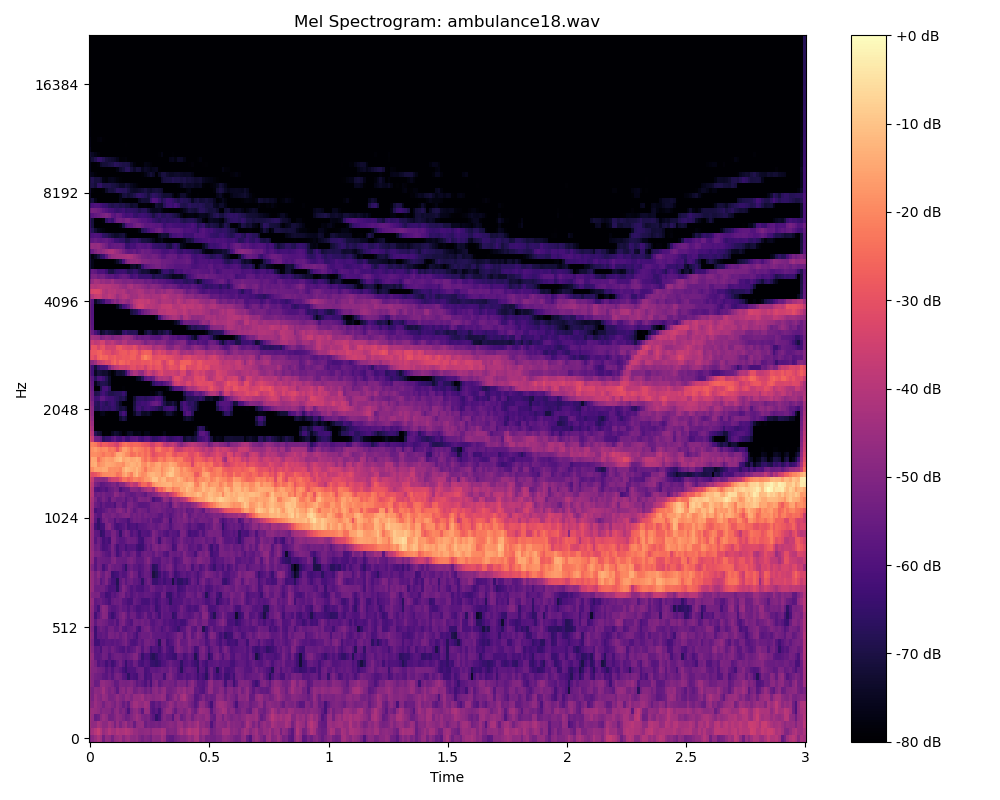 Mel Spectrogram: ambulance18.wav
+0 dB
16384
-10 dB
8192
-20 dB
4096
-30 dB
Hz
-40 dB
2048
-50 dB
1024
-60 dB
512
-70 dB
0
-80 dB
0 0.5 1 1.5 2 2.5 3
Time